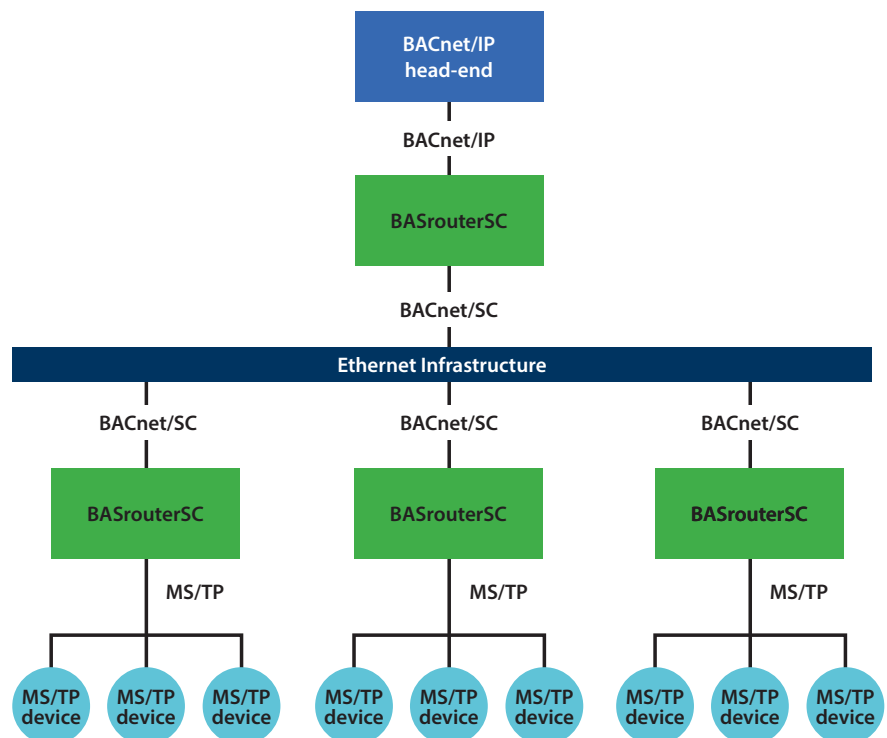 BACnet/IP
head-end
BACnet/IP
BASrouterSC
BACnet/SC
Ethernet Infrastructure
BACnet/SC
BACnet/SC
BACnet/SC
BASrouterSC
BASrouterSC
BASrouterSC
MS/TP
MS/TP
MS/TP
MS/TP
device
MS/TP
device
MS/TP
device
MS/TP
device
MS/TP
device
MS/TP
device
MS/TP
device
MS/TP
device
MS/TP
device